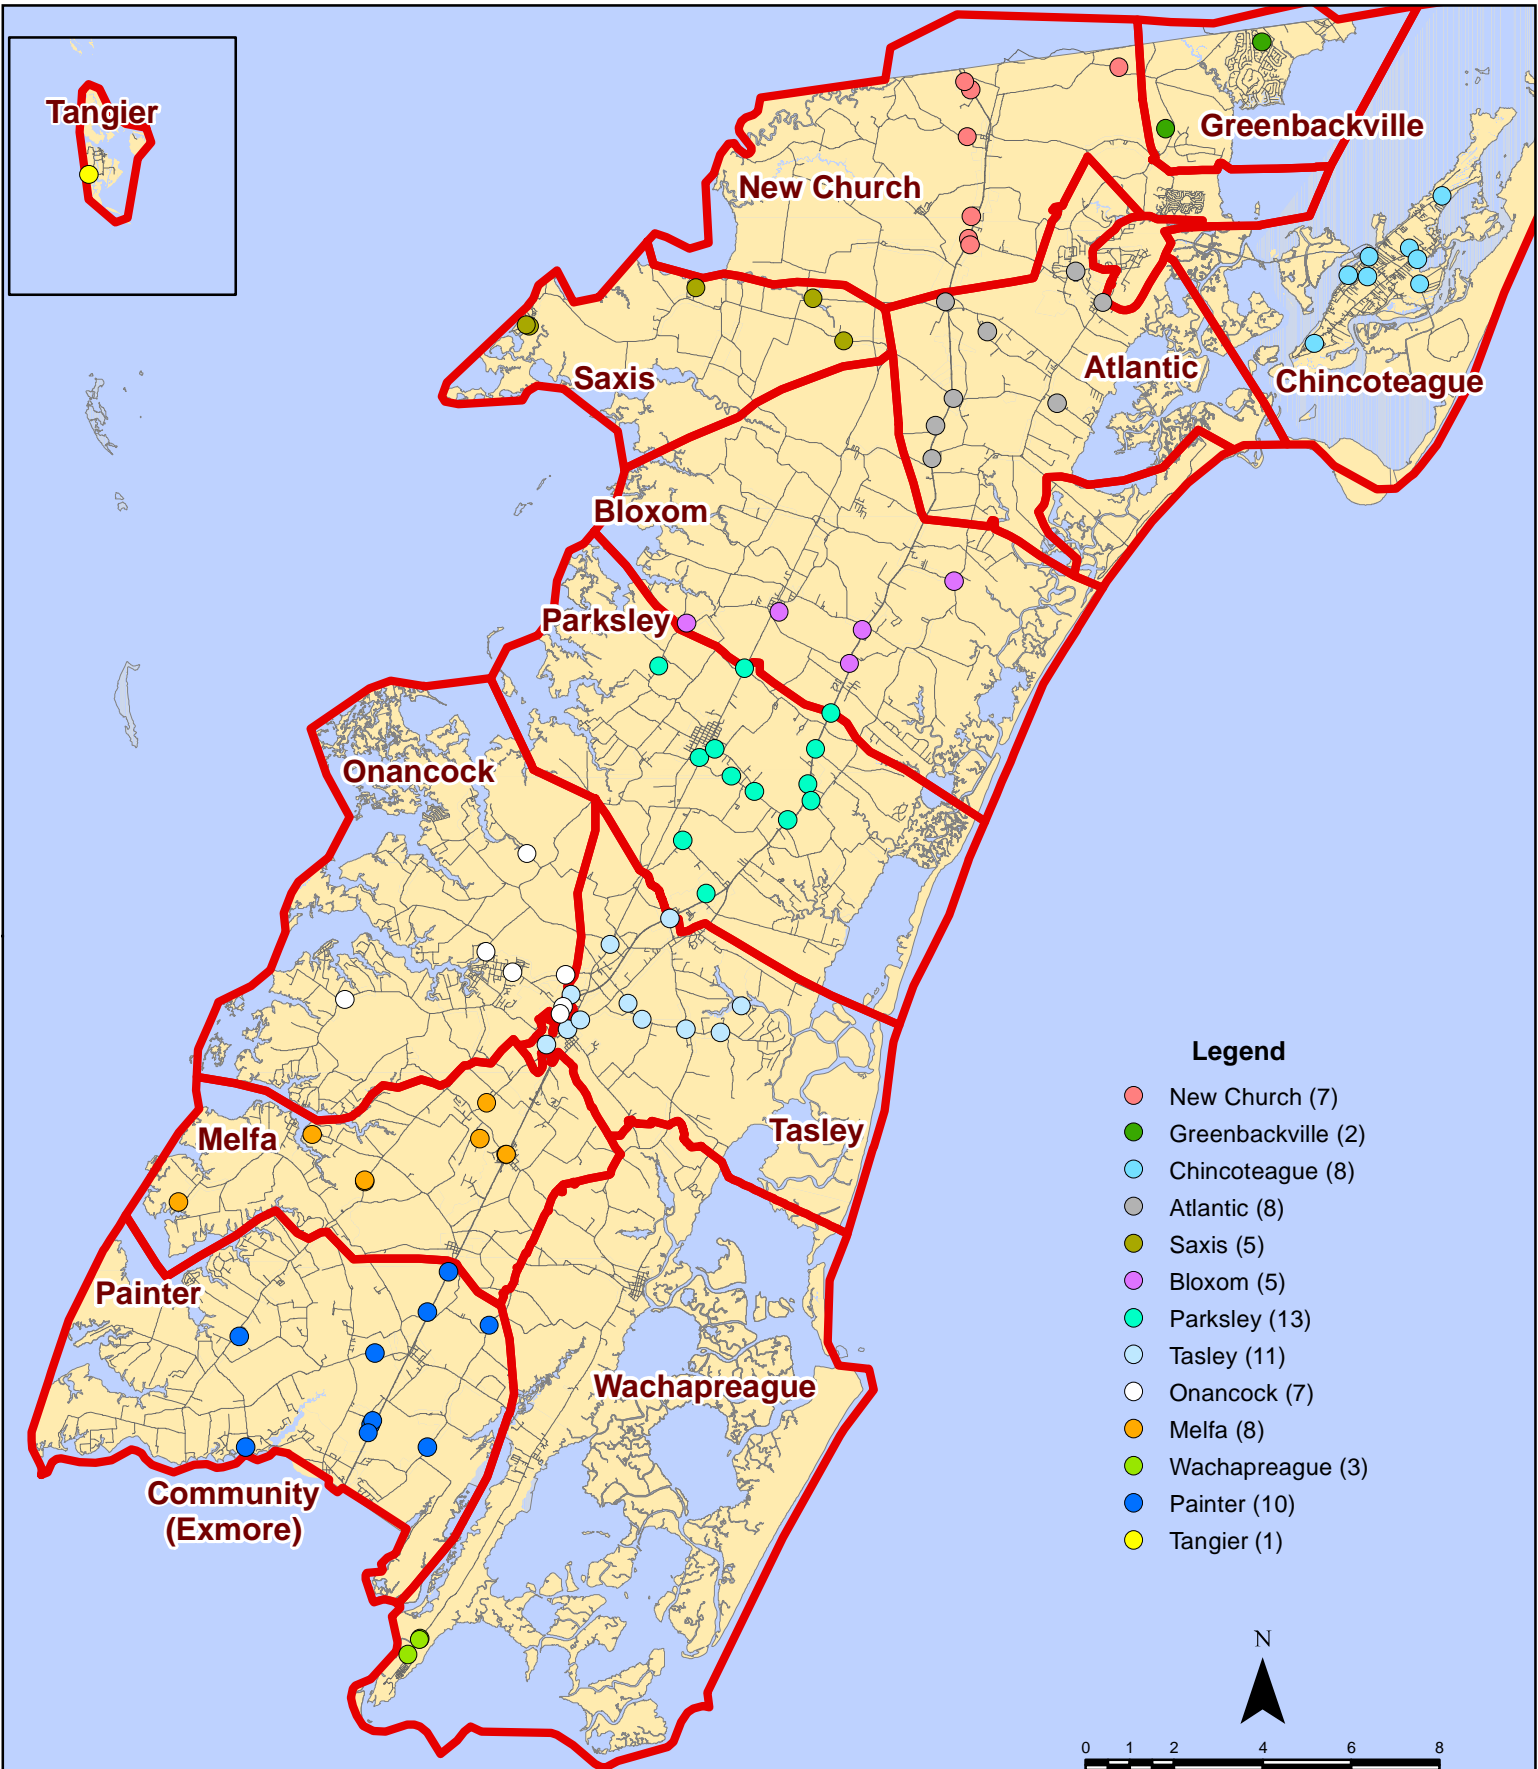 Tangier
Greenbackville
New Church
Saxis
Atlantic
Chincoteague
Bloxom
Parksley
Onancock
Melfa
Tasley
Painter
Wachapreague
Community
(Exmore)
Legend
New Church (7)
Greenbackville (2)
Chincoteague (8)
Atlantic (8)
Saxis (5)
Bloxom (5)
Parksley (13)
Tasley (11)
Onancock (7)
Melfa (8)
Wachapreague (3)
Painter (10)
Tangier (1)
N
0 1 2 4 6 8